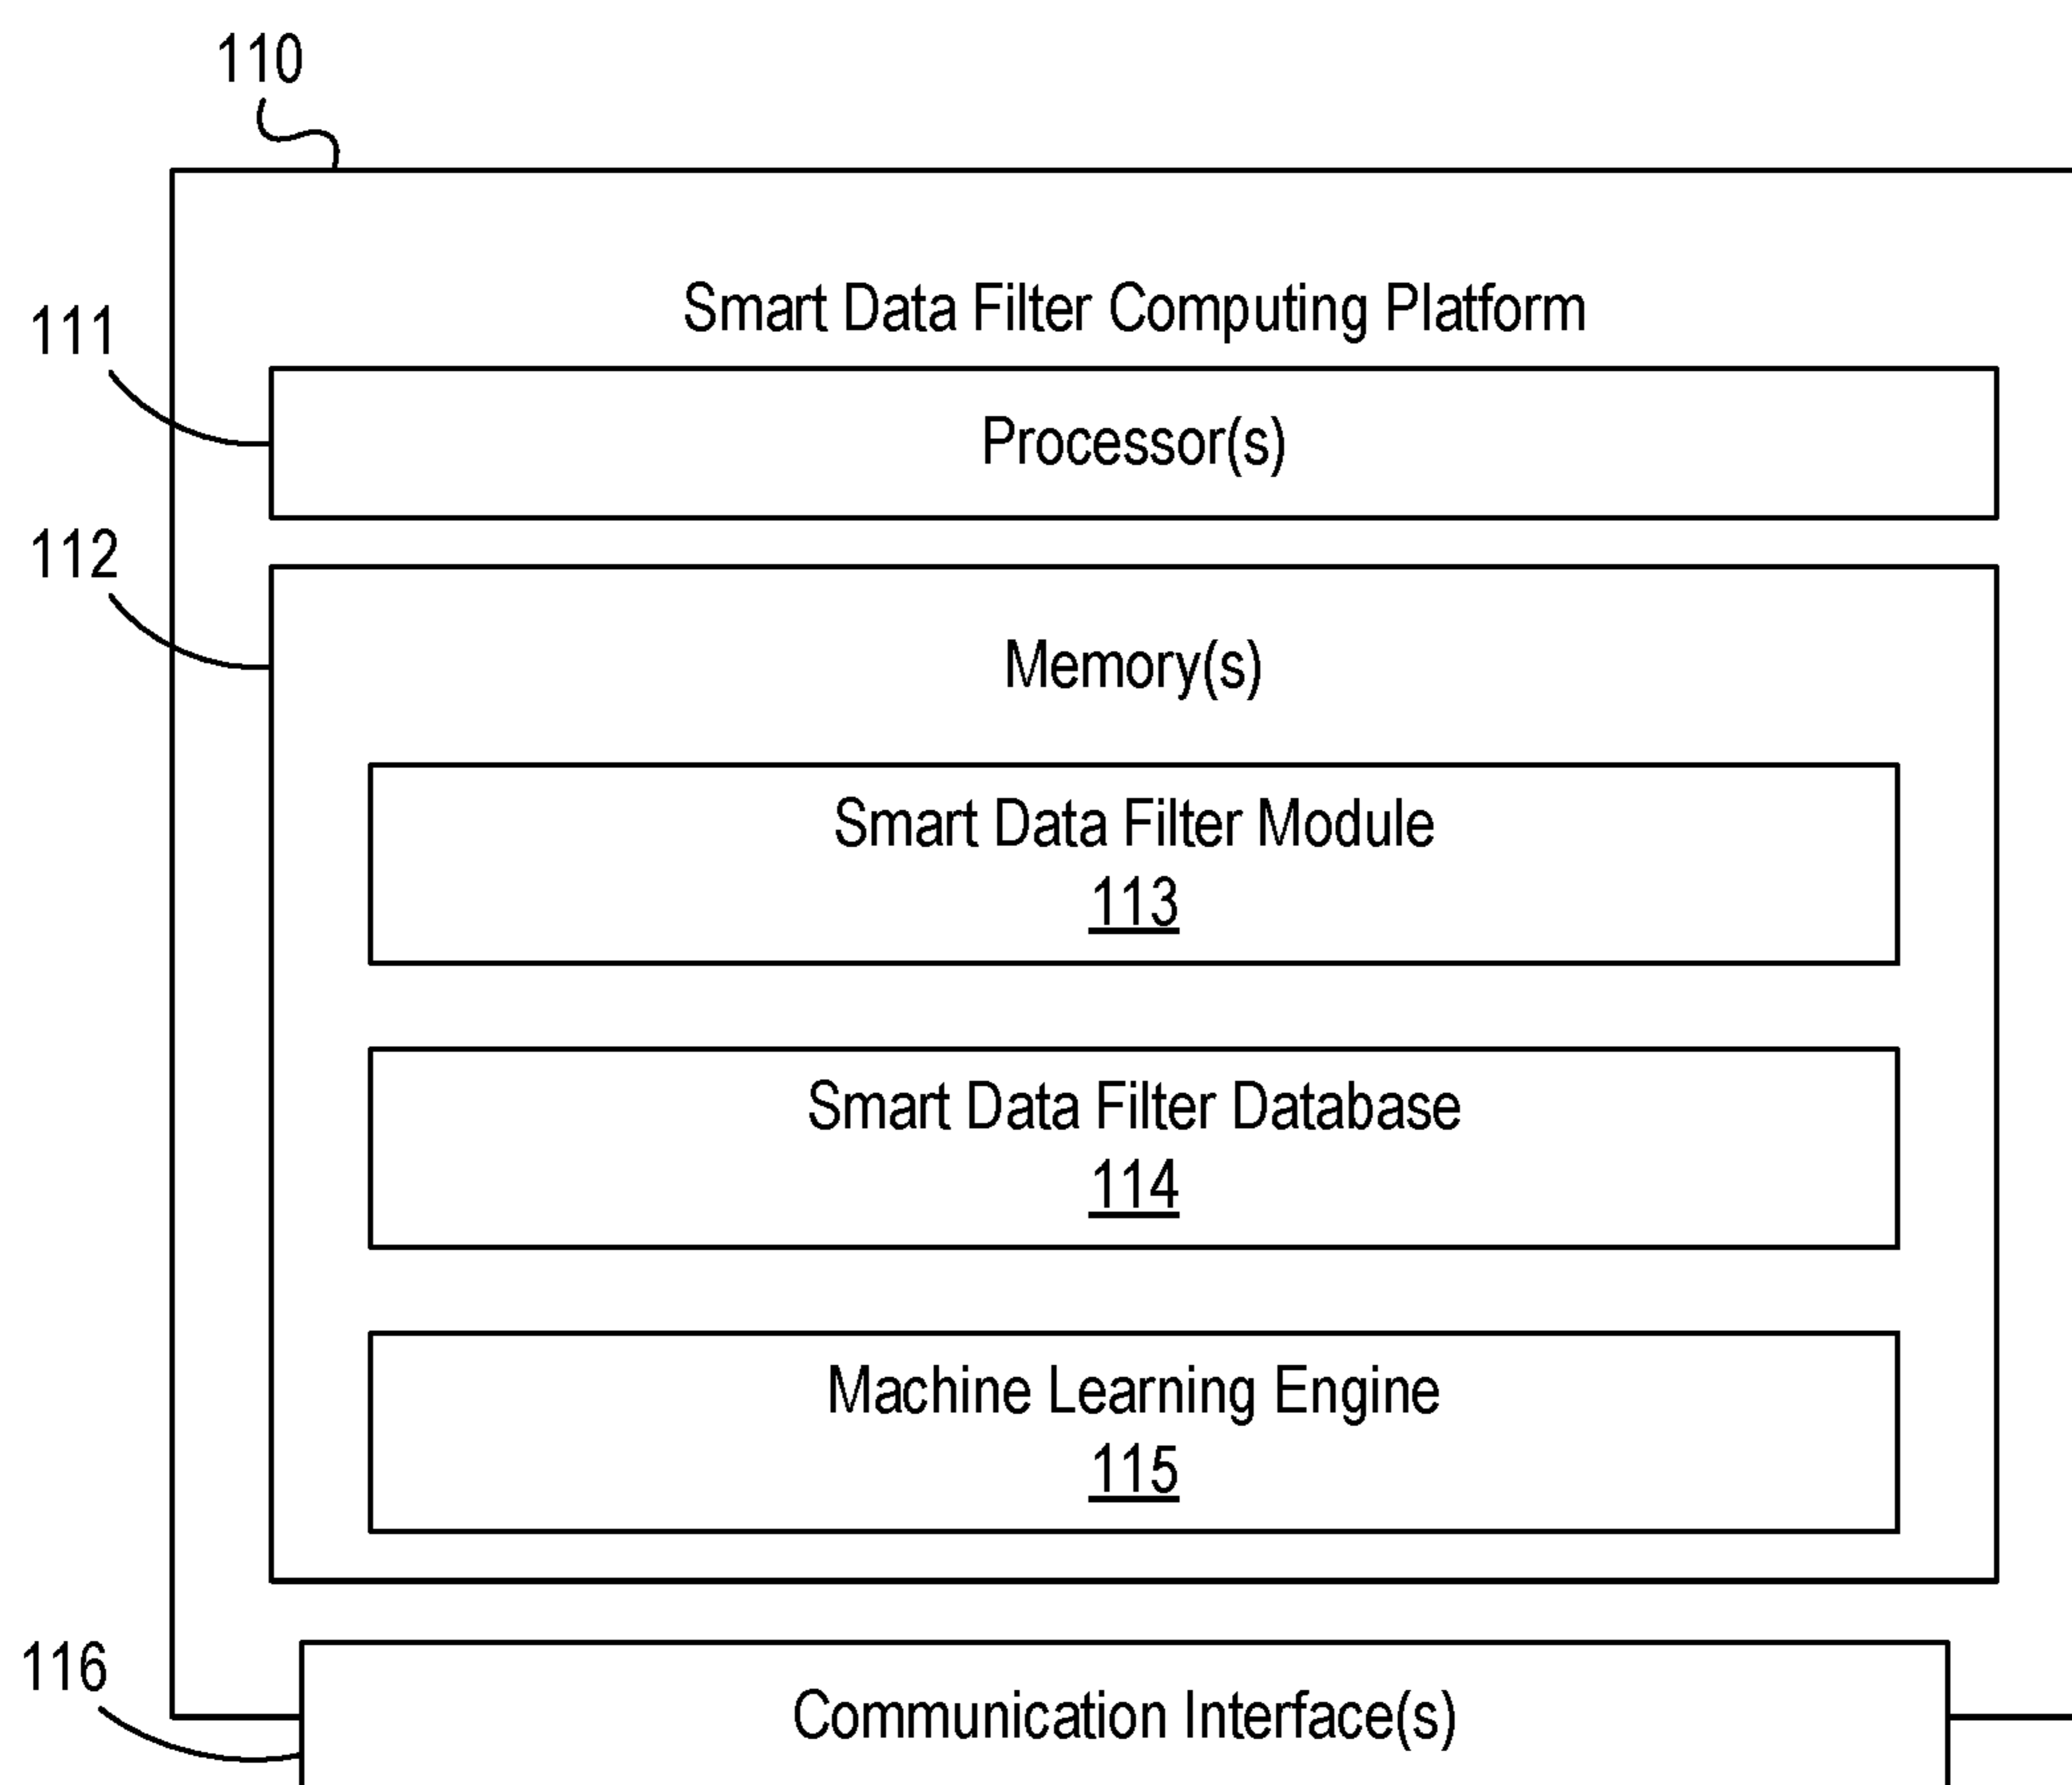 110
Smart Data Filter Computing Platform
111
Processor(s)
112
Memory(s)
Smart Data Filter Module
113
Smart Data Filter Database
114
Machine Learning Engine
115
116
Communication Interface(s)